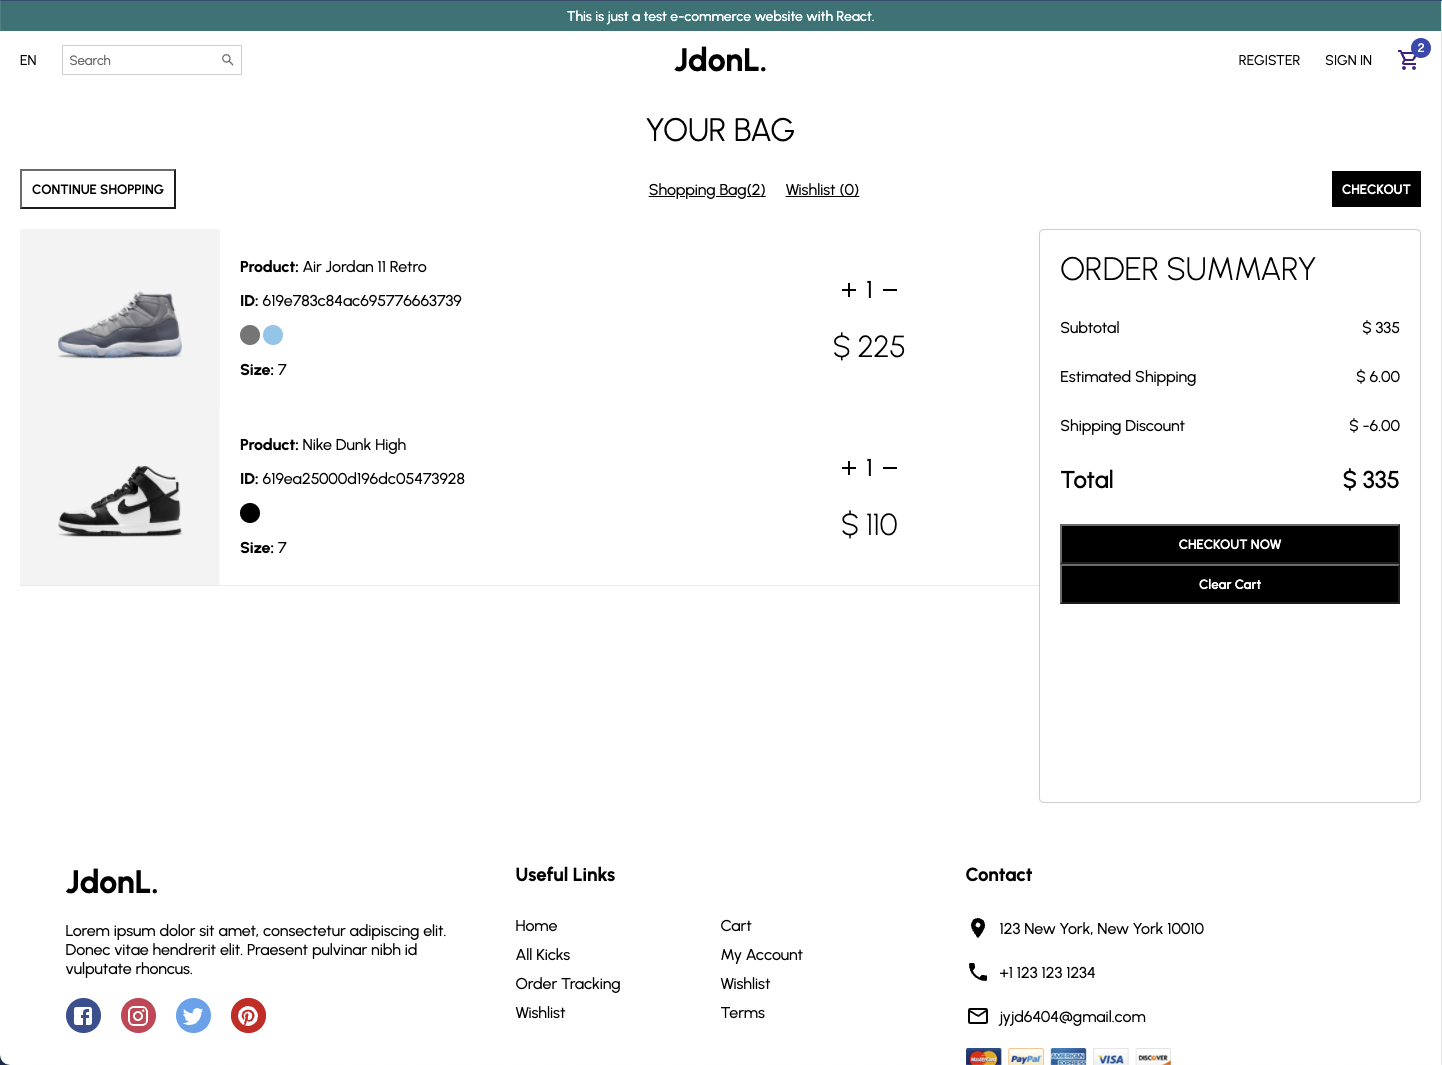 This is just a test e-commerce website with React.
EN
Search
JdonL.
REGISTER
SIGN IN
2
YOUR BAG
CONTINUE SHOPPING
Shopping Bag(2)
Wishlist (0)
CHECKOUT
Product: Air Jordan 11 Retro
ID: 619e783c84ac695776663739
Size: 7
+ 1 −
$ 225
Product: Nike Dunk High
ID: 619ea25000d196dc05473928
Size: 7
+ 1 −
$ 110
ORDER SUMMARY
Subtotal $ 335
Estimated Shipping $ 6.00
Shipping Discount $ -6.00
Total $ 335
CHECKOUT NOW
Clear Cart
JdonL.
Lorem ipsum dolor sit amet, consectetur adipiscing elit.
Donec vitae hendrerit elit. Praesent pulvinar nibh id
vulputate rhoncus.
Useful Links
Home
Cart
All Kicks
My Account
Order Tracking
Wishlist
Wishlist
Terms
Contact
123 New York, New York 10010
+1 123 123 1234
jyjd6404@gmail.com
MasterCard
PayPal
AMERICAN EXPRESS
VISA
DISCOVER